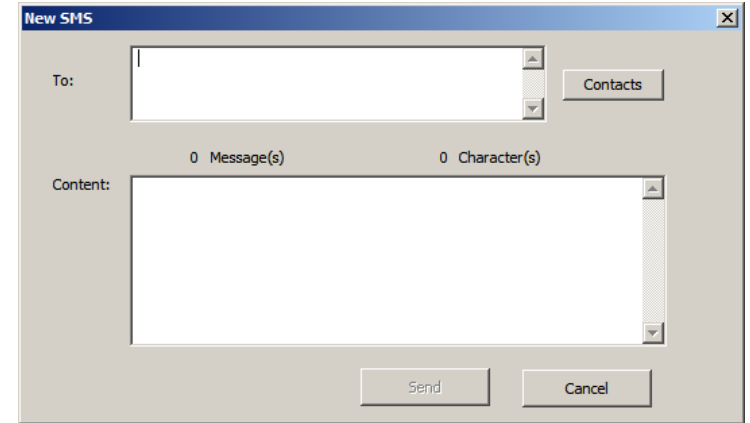 New SMS
To:
Contacts
0 Message(s) 0 Character(s)
Content:
Send Cancel